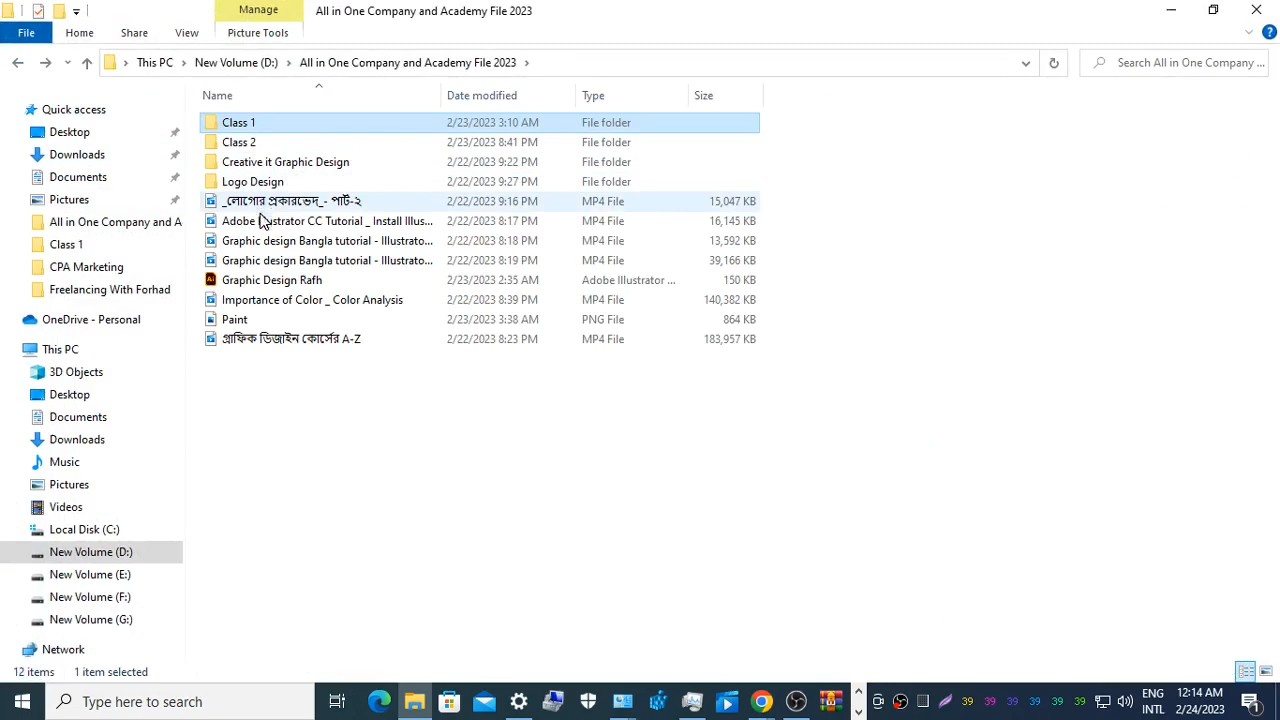 Manage
All in One Company and Academy File 2023
File
Home
Share
View
Picture Tools
This PC
New Volume (D:)
All in One Company and Academy File 2023
Search All in One Company ...
Name
Date modified
Type
Size
Quick access
Desktop
Downloads
Documents
Pictures
All in One Company and A
Class 1
CPA Marketing
Freelancing With Forhad
OneDrive - Personal
This PC
3D Objects
Desktop
Documents
Downloads
Music
Pictures
Videos
Local Disk (C:)
New Volume (D:)
New Volume (E:)
New Volume (F:)
New Volume (G:)
Network
Class 1 2/23/2023 3:10 AM File folder
Class 2 2/23/2023 8:41 PM File folder
Creative it Graphic Design 2/22/2023 9:22 PM File folder
Logo Design 2/22/2023 9:27 PM File folder
_লোগোর প্রকারভেদ_- পার্ট-২ 2/22/2023 9:16 PM MP4 File 15,047 KB
Adobe Illustrator CC Tutorial _ Install Illus... 2/22/2023 8:17 PM MP4 File 16,145 KB
Graphic design Bangla tutorial - Illustrato... 2/22/2023 8:18 PM MP4 File 13,592 KB
Graphic design Bangla tutorial - Illustrato... 2/22/2023 8:19 PM MP4 File 39,166 KB
Graphic Design Rafh 2/23/2023 2:35 AM Adobe Illustrator ... 150 KB
Importance of Color _ Color Analysis 2/22/2023 8:39 PM MP4 File 140,382 KB
Paint 2/23/2023 3:38 AM PNG File 864 KB
গ্রাফিক ডিজাইন কোর্সের A-Z 2/22/2023 8:23 PM MP4 File 183,957 KB
12 items 1 item selected
Type here to search
39 39 39 39 39
ENG
INTL
12:14 AM
2/24/2023
1